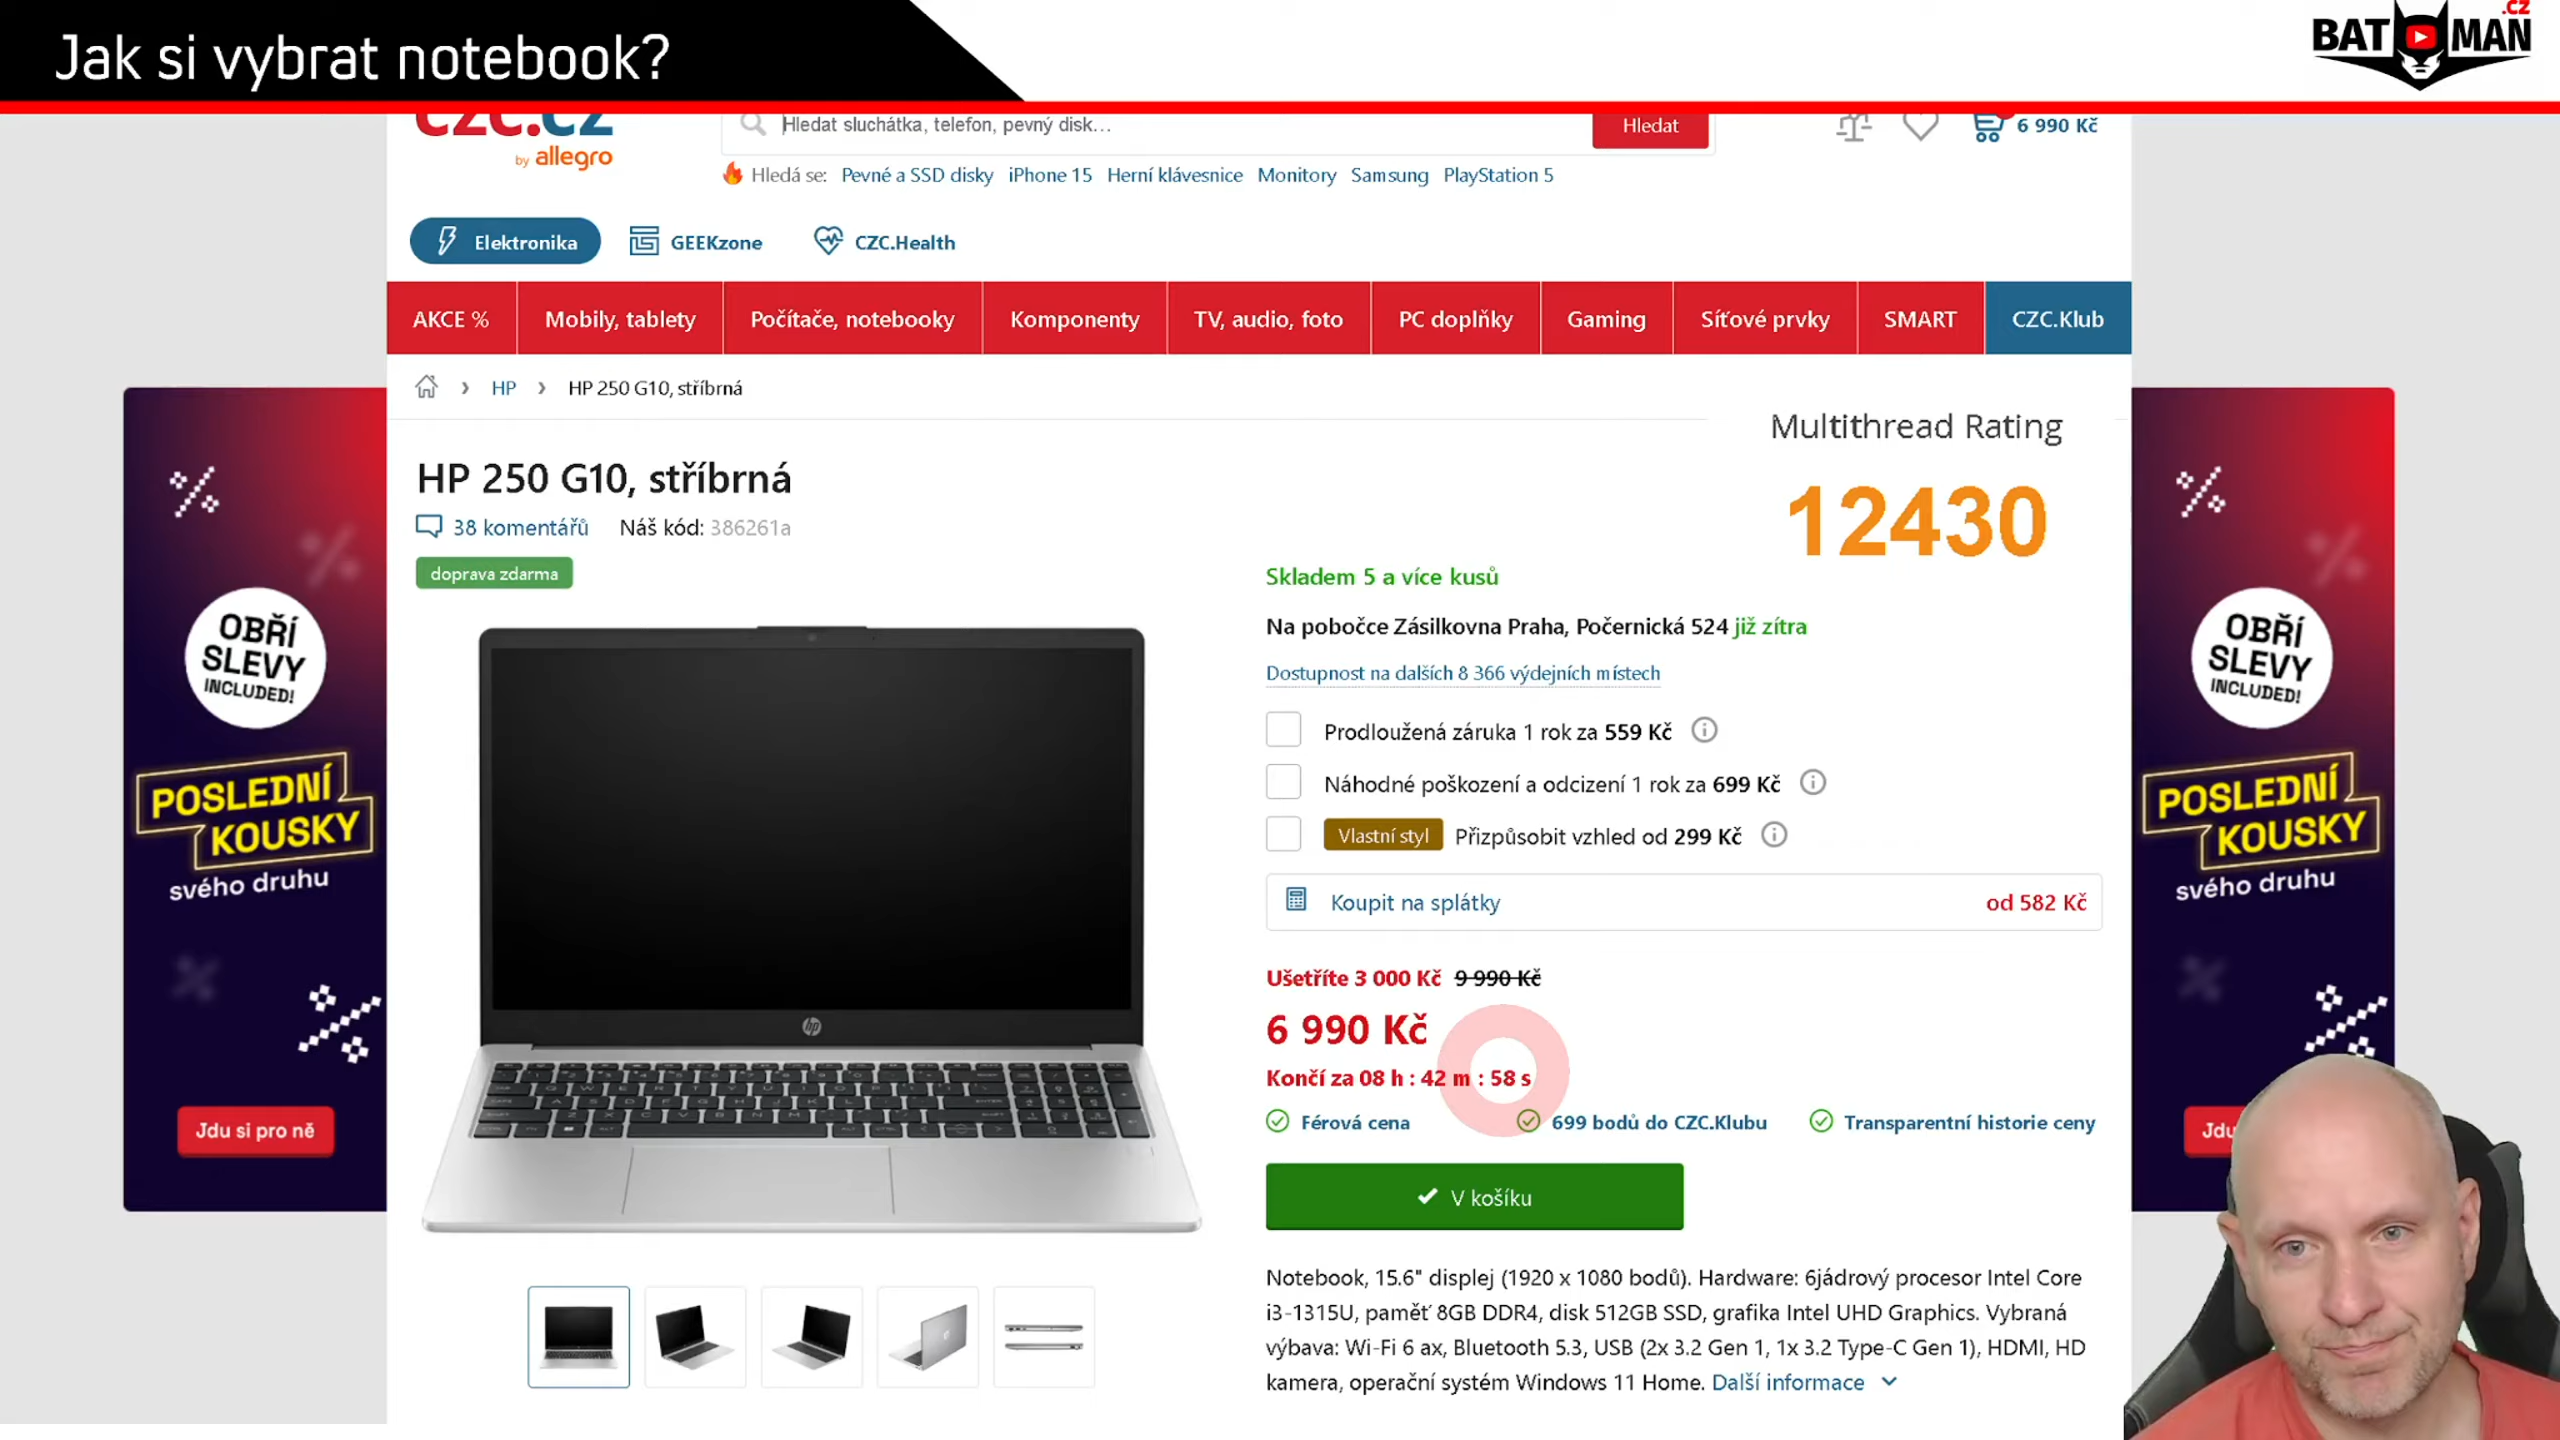 Jak si vybrat notebook?
BATMAN
.CZ
czc.cz
by allegro
Hledat sluchátka, telefon, pevný disk...
Hledat
6 990 Kč
Hledá se: Pevné a SSD disky iPhone 15 Herní klávesnice Monitory Samsung PlayStation 5
Elektronika
GEEKzone
CZC.Health
AKCE %
Mobily, tablety
Počítače, notebooky
Komponenty
TV, audio, foto
PC doplňky
Gaming
Síťové prvky
SMART
CZC.Klub
HP › HP 250 G10, stříbrná
Multithread Rating
12430
HP 250 G10, stříbrná
38 komentářů Náš kód: 386261a
doprava zdarma
Skladem 5 a více kusů
Na pobočce Zásilkovna Praha, Počernická 524 již zítra
Dostupnost na dalších 8 366 výdejních místech
Prodloužená záruka 1 rok za 559 Kč
Náhodné poškození a odcizení 1 rok za 699 Kč
Vlastní styl Přizpůsobit vzhled od 299 Kč
Koupit na splátky od 582 Kč
Ušetříte 3 000 Kč 9 990 Kč
6 990 Kč
Končí za 08 h : 42 m : 58 s
Férová cena
699 bodů do CZC.Klubu
Transparentní historie ceny
V košíku
Notebook, 15.6" displej (1920 x 1080 bodů). Hardware: 6jádrový procesor Intel Core
i3-1315U, paměť 8GB DDR4, disk 512GB SSD, grafika Intel UHD Graphics. Vybraná
výbava: Wi-Fi 6 ax, Bluetooth 5.3, USB (2x 3.2 Gen 1, 1x 3.2 Type-C Gen 1), HDMI, HD
kamera, operační systém Windows 11 Home. Další informace
hp
OBŘÍ
SLEVY
INCLUDED!
POSLEDNÍ
KOUSKY
svého druhu
Jdu si pro ně
OBŘÍ
SLEVY
INCLUDED!
POSLEDNÍ
KOUSKY
svého druhu
Jdu